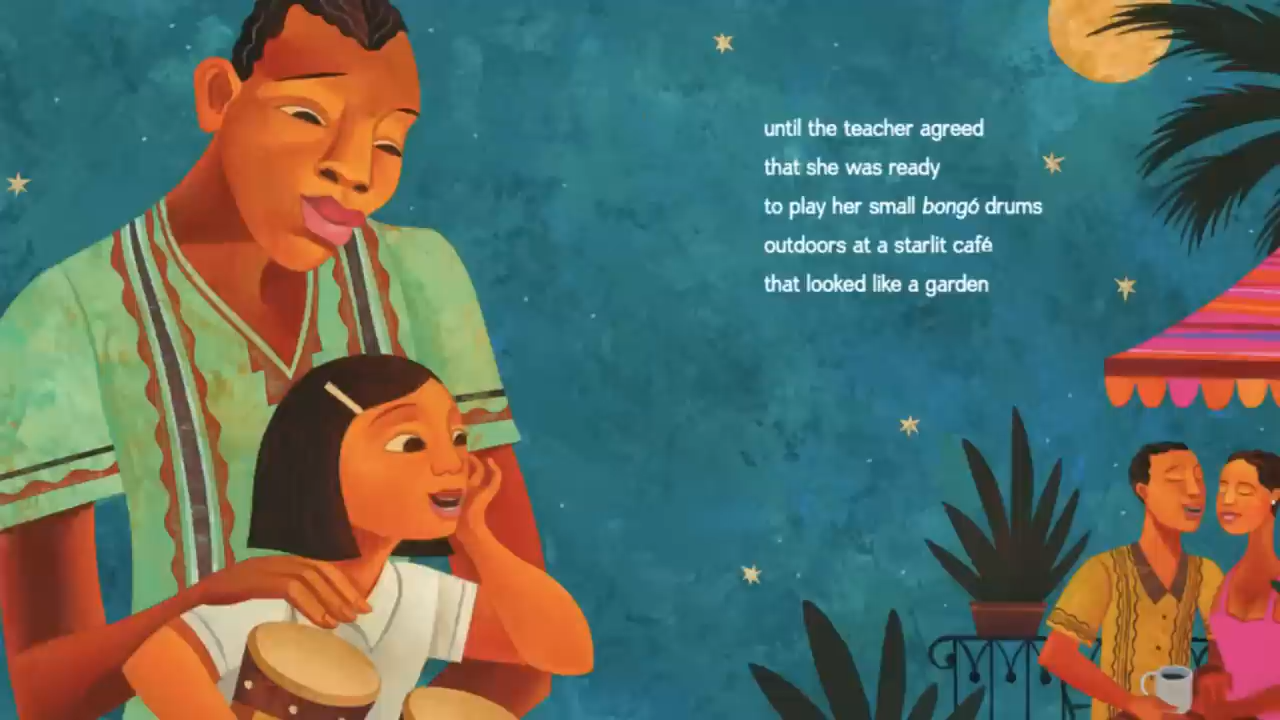 until the teacher agreed
that she was ready
to play her small bongó drums
outdoors at a starlit café
that looked like a garden